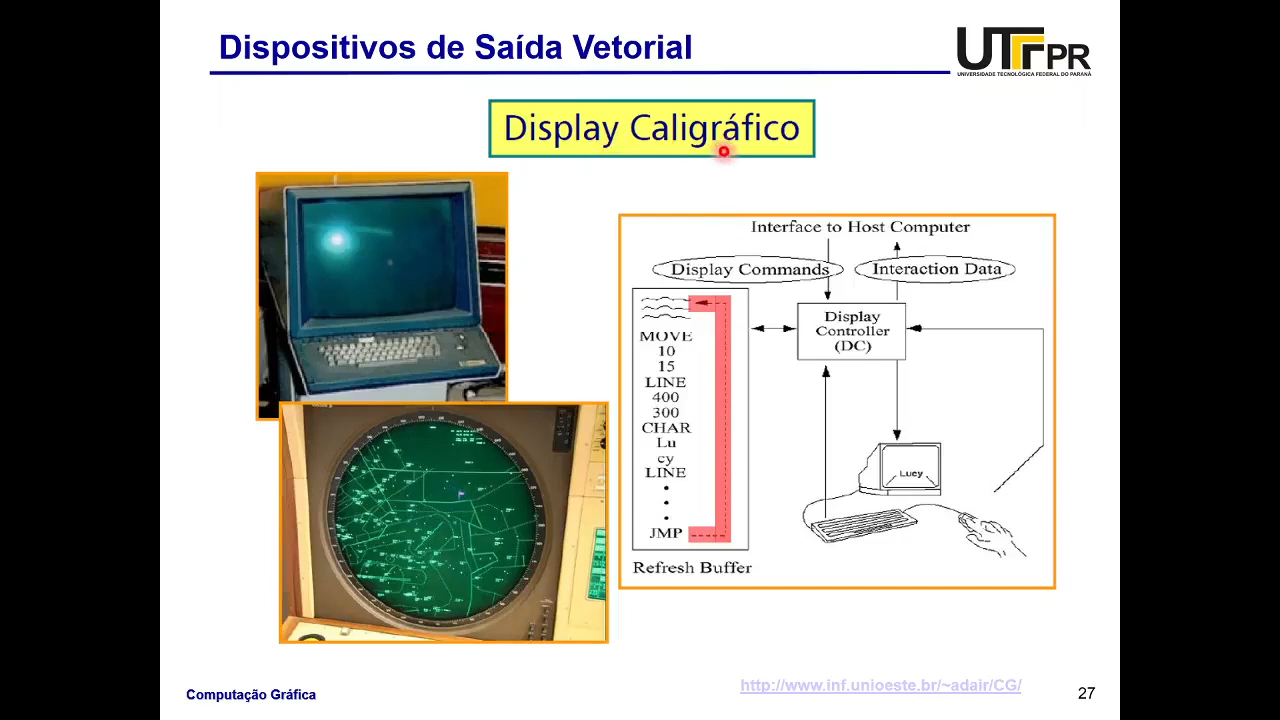 Dispositivos de Saída Vetorial
UTFPR
UNIVERSIDADE TECNOLÓGICA FEDERAL DO PARANÁ
Display Caligráfico
Interface to Host Computer
Display Commands
Interaction Data
MOVE
10
15
LINE
400
300
CHAR
Lu
cy
LINE
JMP
Refresh Buffer
Display
Controller
(DC)
Lucy
Computação Gráfica
http://www.inf.unioeste.br/~adair/CG/
27